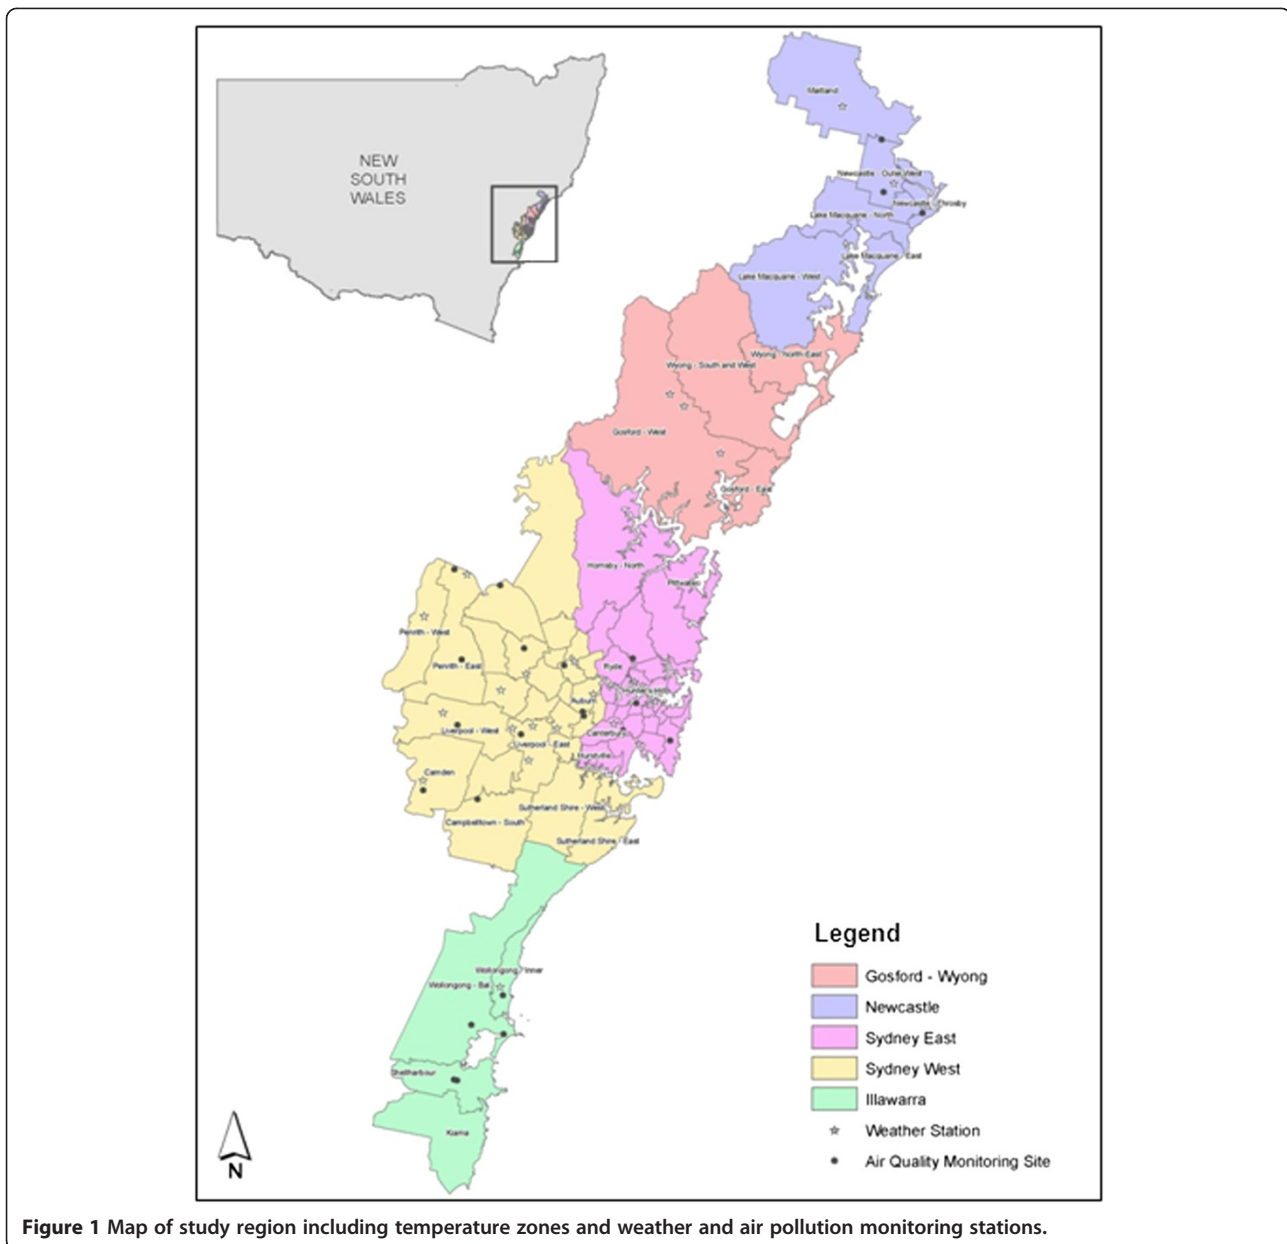 NEW
SOUTH
WALES
Maitland
Newcastle - Outer West
Newcastle - Throsby
Lake Macquarie - North
Lake Macquarie - East
Lake Macquarie - West
Wyong - North-East
Wyong - South and West
Gosford - West
Gosford - East
Hornsby - North
Pittwater
Penrith - West
Penrith - East
Ryde
Hunter's Hill
Auburn
Liverpool - West
Canterbury
Liverpool - East
Hurstville
Camden
Sutherland Shire - West
Campbelltown - South
Sutherland Shire - East
Wollongong - Inner
Wollongong - Bal
Shellharbour
Kiama
N
Legend
Gosford - Wyong
Newcastle
Sydney East
Sydney West
Illawarra
Weather Station
Air Quality Monitoring Site
Figure 1 Map of study region including temperature zones and weather and air pollution monitoring stations.